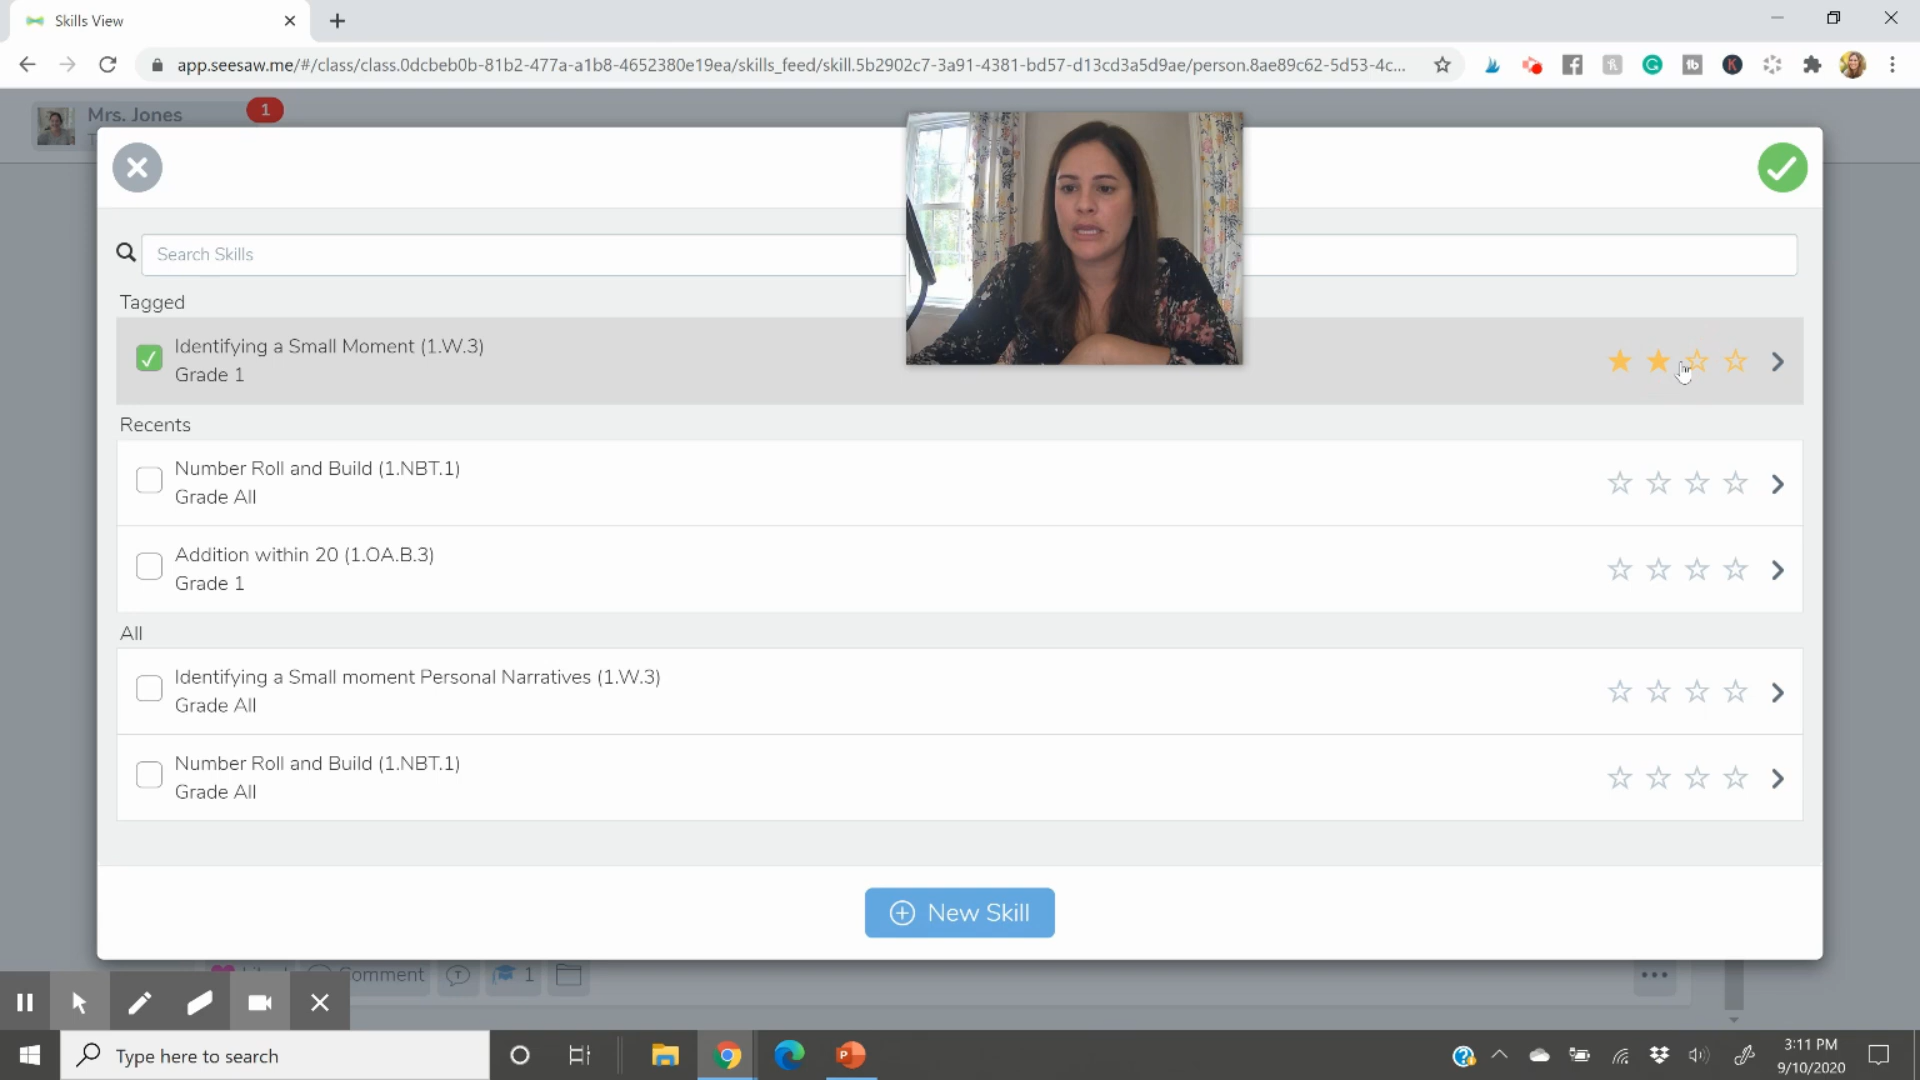 Skills View
app.seesaw.me/#/class/class.0dcbeb0b-81b2-477a-a1b8-4652380e19ea/skills_feed/skill.5b2902c7-3a91-4381-bd57-d13cd3a5d9ae/person.8ae89c62-5d53-4c...
Mrs. Jones
1
Search Skills
Tagged
Identifying a Small Moment (1.W.3)
Grade 1
Recents
Number Roll and Build (1.NBT.1)
Grade All
Addition within 20 (1.OA.B.3)
Grade 1
All
Identifying a Small moment Personal Narratives (1.W.3)
Grade All
Number Roll and Build (1.NBT.1)
Grade All
New Skill
Comment
1
Type here to search
3:11 PM
9/10/2020